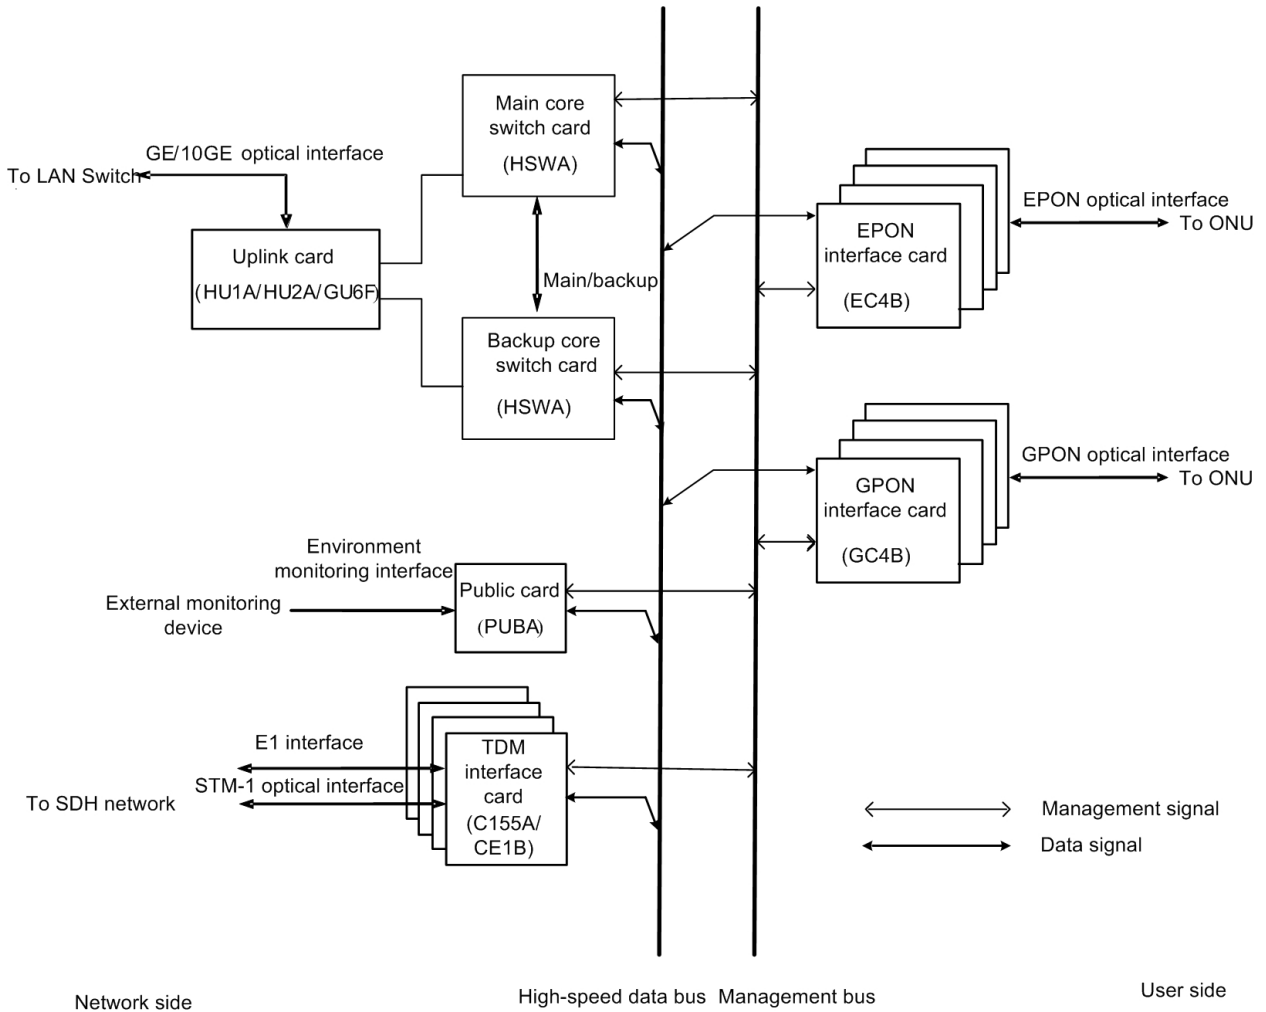 Main core
switch card
(HSWA)
GE/10GE optical interface
To LAN Switch
Uplink card
(HU1A/HU2A/GU6F)
Main/backup
Backup core
switch card
(HSWA)
EPON
interface card
(EC4B)
EPON optical interface
To ONU
GPON
interface card
(GC4B)
GPON optical interface
To ONU
Environment
monitoring interface
External monitoring
device
Public card
(PUBA)
E1 interface
STM-1 optical interface
To SDH network
TDM
interface
card
(C155A/
CE1B)
Management signal
Data signal
Network side
High-speed data bus
Management bus
User side